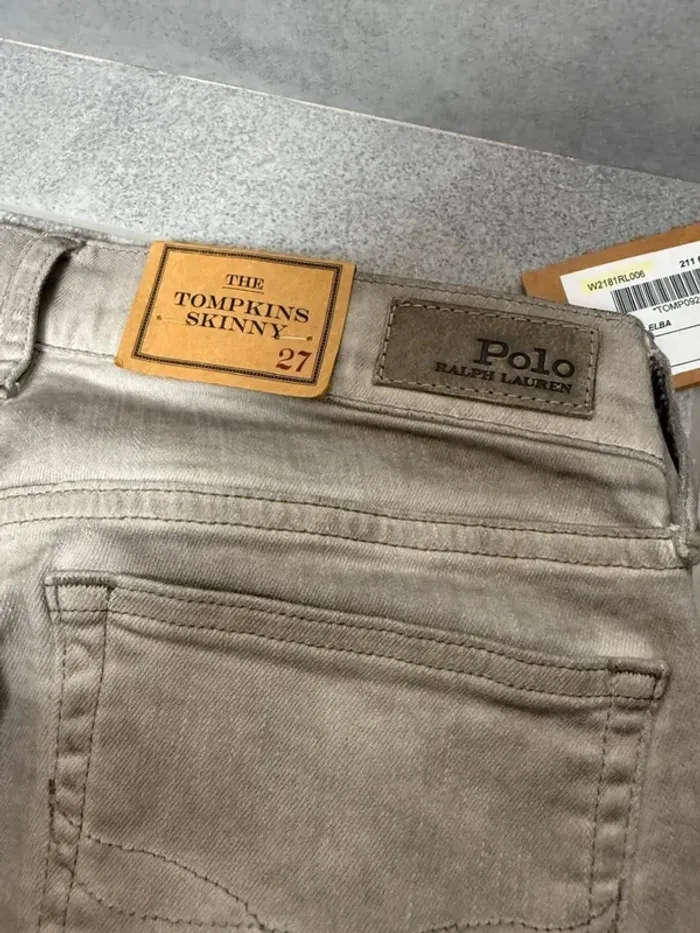 THE
TOMPKINS
SKINNY
27
Polo
RALPH LAUREN
W2181RL006
211
"TOMP092
ELBA